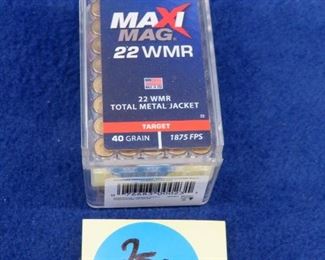 MAXI
MAG
22 WMR
22 WMR
TOTAL METAL JACKET
TARGET
40 GRAIN 1875 FPS